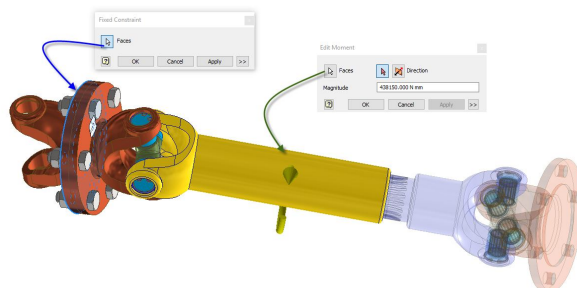 Fixed Constraint
Faces
OK Cancel Apply >>
Edit Moment
Faces Direction
Magnitude 438150.000 N mm
OK Cancel Apply >>